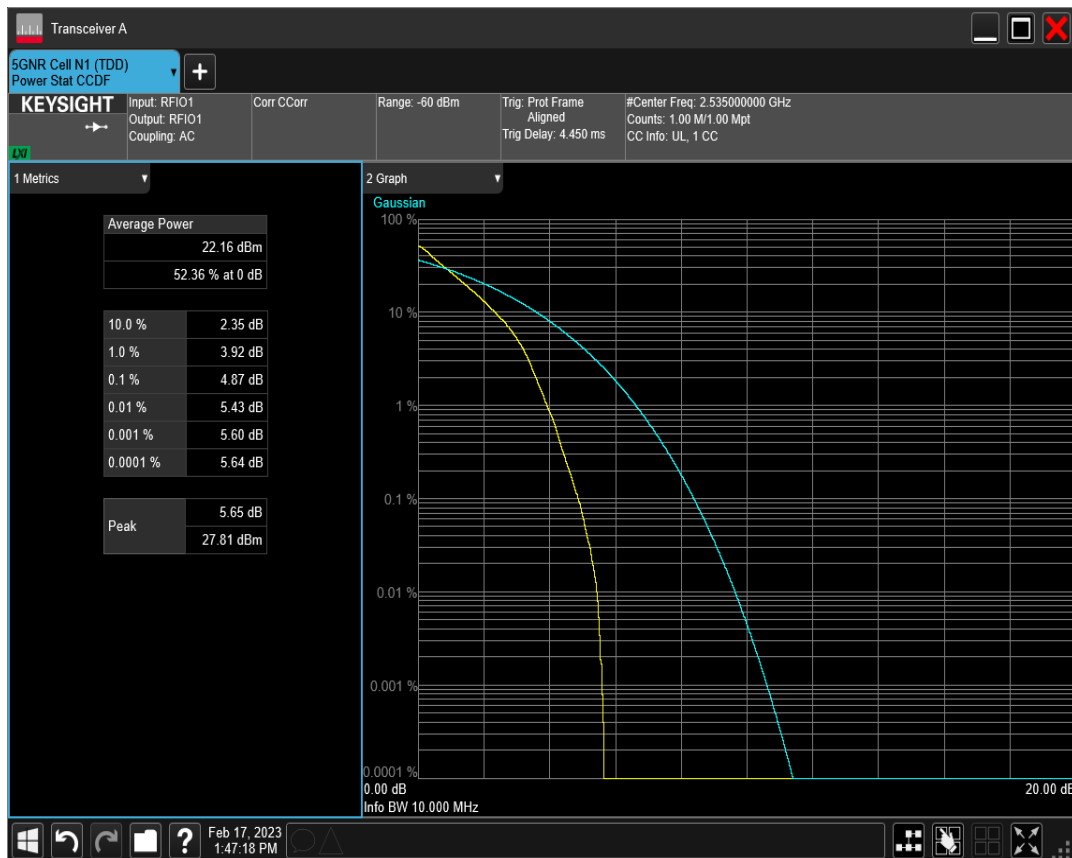 Transceiver A
5GNR Cell N1 (TDD)
Power Stat CCDF
KEYSIGHT
LXI
Input: RFIO1
Output: RFIO1
Coupling: AC
Corr CCorr
Range: -60 dBm
Trig: Prot Frame
Aligned
Trig Delay: 4.450 ms
#Center Freq: 2.535000000 GHz
Counts: 1.00 M/1.00 Mpt
CC Info: UL, 1 CC
1 Metrics
Average Power
22.16 dBm
52.36 % at 0 dB
10.0 % 2.35 dB
1.0 % 3.92 dB
0.1 % 4.87 dB
0.01 % 5.43 dB
0.001 % 5.60 dB
0.0001 % 5.64 dB
Peak 5.65 dB
27.81 dBm
2 Graph
Gaussian
100 %
10 %
1 %
0.1 %
0.01 %
0.001 %
0.0001 %
0.00 dB 20.00 dB
Info BW 10.000 MHz
Feb 17, 2023
1:47:18 PM